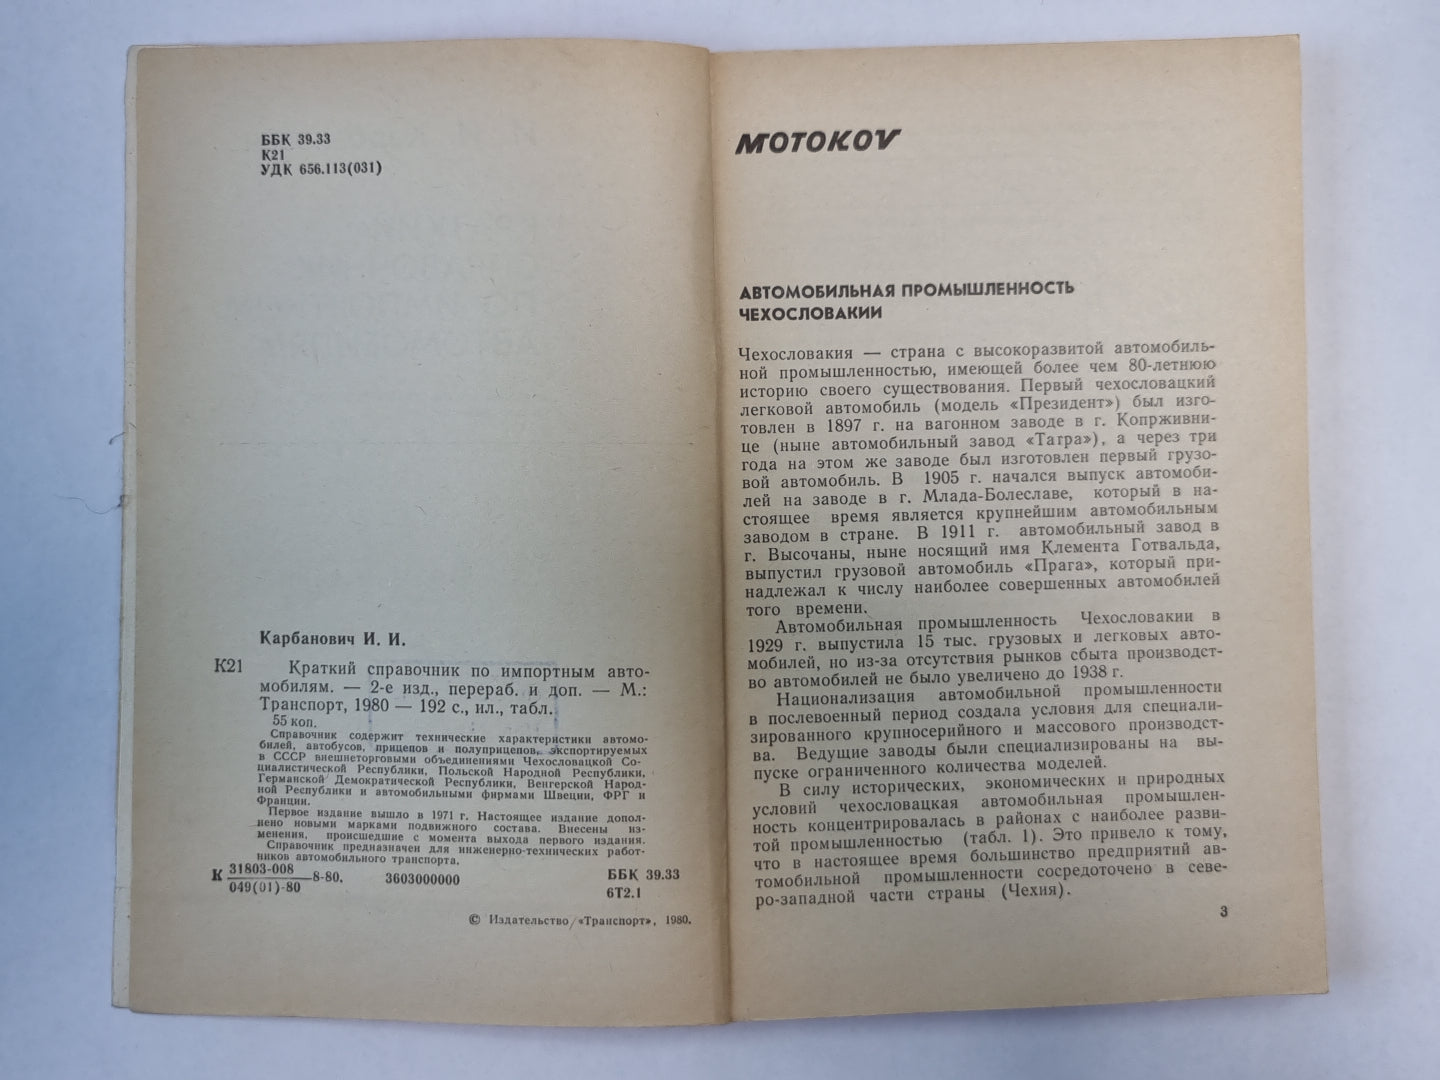 ББК 39.33
К21
УДК 656.113(031)
Карбанович И. И.
К21 Краткий справочник по импортным авто-
мобилям. — 2-е изд., перераб. и доп. — М.:
Транспорт, 1980 — 192 с., ил., табл.
55 коп.
Справочник содержит технические характеристики автомо-
билей, автобусов, прицепов и полуприцепов, экспортируемых
в СССР внешнеторговыми объединениями Чехословацкой Со-
циалистической Республики, Польской Народной Республики,
Германской Демократической Республики, Венгерской Народ-
ной Республики и автомобильными фирмами Швеции, ФРГ и
Франции.
Первое издание вышло в 1971 г. Настоящее издание допол-
нено новыми марками подвижного состава. Внесены из-
менения, происшедшие с момента выхода первого издания.
Справочник предназначен для инженерно-технических работ-
ников автомобильного транспорта.
К 31803-008
049(01)-80 8-80. 3603000000
ББК 39.33
6Т2.1
© Издательство «Транспорт», 1980.
MOTOKOV
АВТОМОБИЛЬНАЯ ПРОМЫШЛЕННОСТЬ
ЧЕХОСЛОВАКИИ
Чехословакия — страна с высокоразвитой автомобиль-
ной промышленностью, имеющей более чем 80-летнюю
историю своего существования. Первый чехословацкий
легковой автомобиль (модель «Президент») был изго-
товлен в 1897 г. на вагонном заводе в г. Копрживни-
це (ныне автомобильный завод «Татра»), а через три
года на этом же заводе был изготовлен первый грузо-
вой автомобиль. В 1905 г. начался выпуск автомоби-
лей на заводе в г. Млада-Болеславе, который в на-
стоящее время является крупнейшим автомобильным
заводом в стране. В 1911 г. автомобильный завод в
г. Высочаны, ныне носящий имя Клемента Готвальда,
выпустил грузовой автомобиль «Прага», который при-
надлежал к числу наиболее совершенных автомобилей
того времени.
Автомобильная промышленность Чехословакии в
1929 г. выпустила 15 тыс. грузовых и легковых авто-
мобилей, но из-за отсутствия рынков сбыта производст-
во автомобилей не было увеличено до 1938 г.
Национализация автомобильной промышленности
в послевоенный период создала условия для специали-
зированного крупносерийного и массового производст-
ва. Ведущие заводы были специализированы на вы-
пуске ограниченного количества моделей.
В силу исторических, экономических и природных
условий чехословацкая автомобильная промышлен-
ность концентрировалась в районах с наиболее разви-
той промышленностью (табл. 1). Это привело к тому,
что в настоящее время большинство предприятий ав-
томобильной промышленности сосредоточено в севе-
ро-западной части страны (Чехия).
3